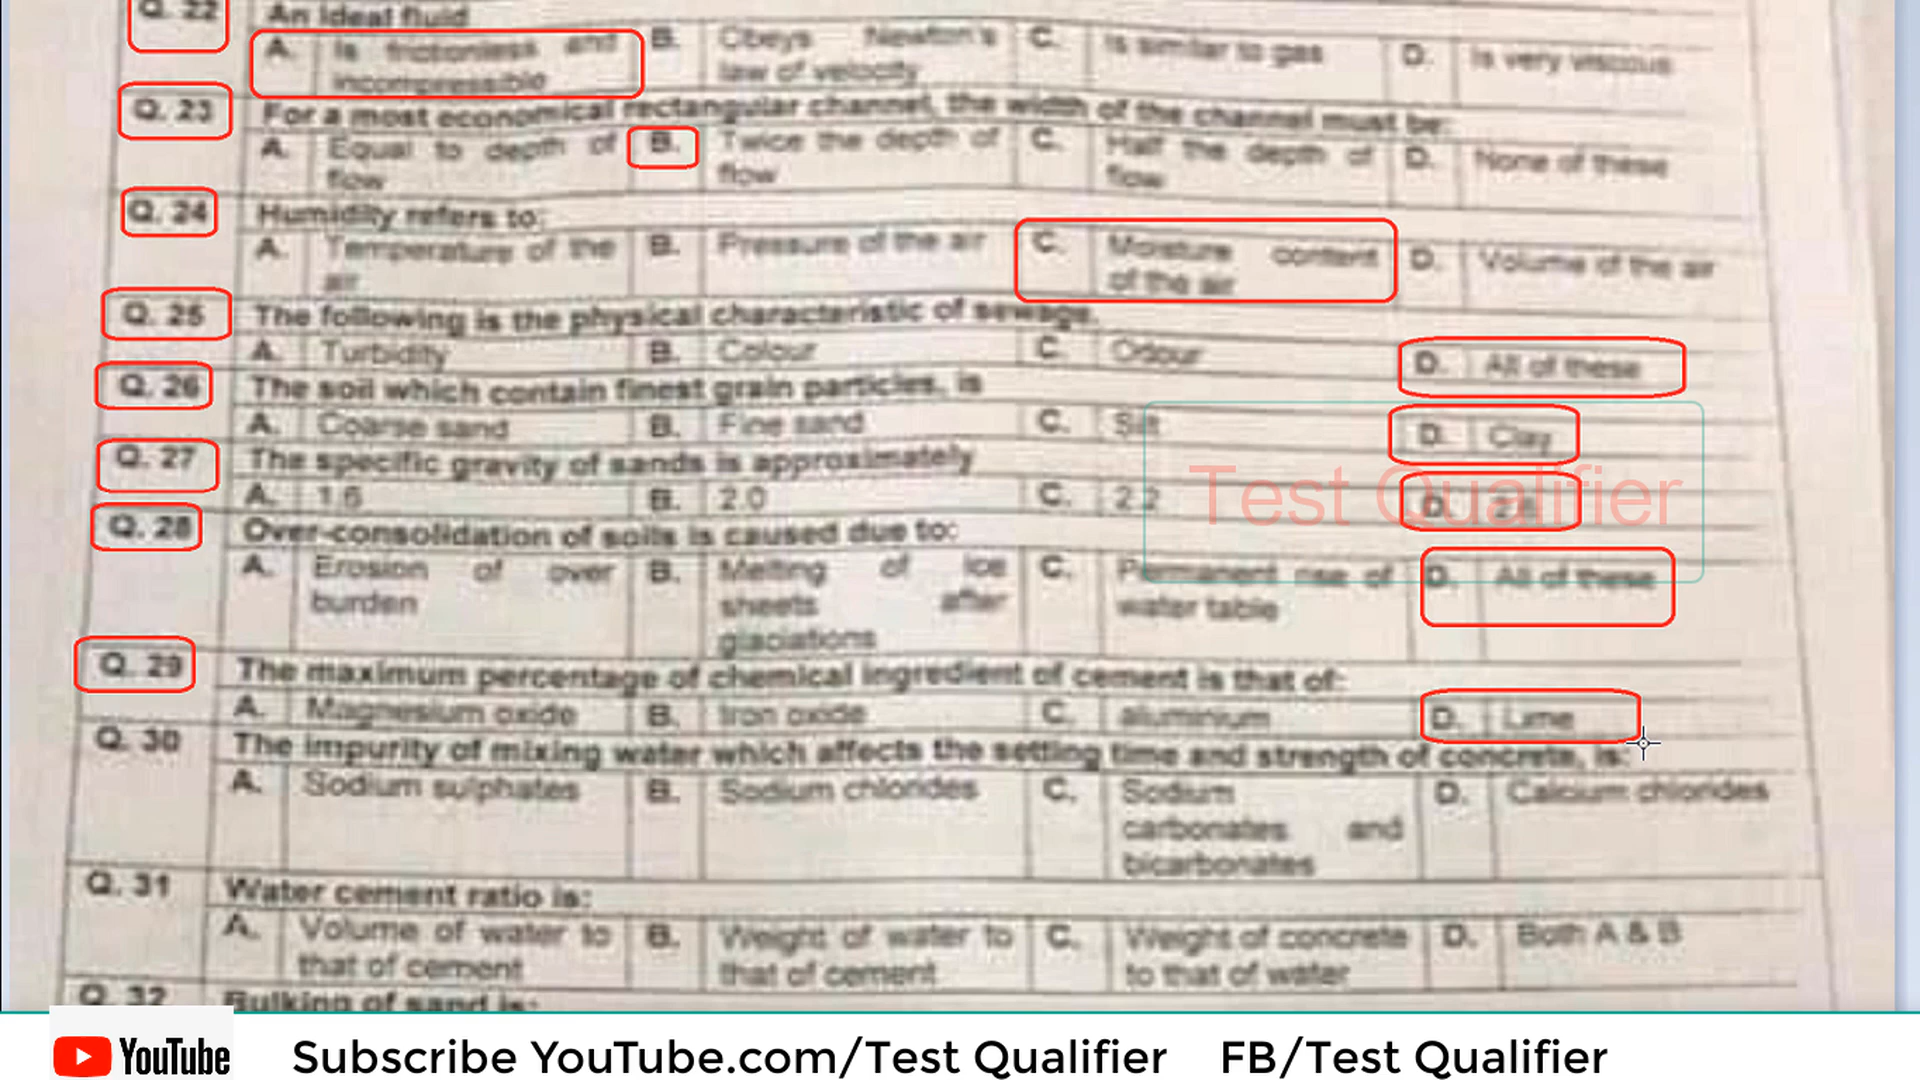 Q. 22 An ideal fluid
A. Is frictionless and incompressible B. Obeys Newton's law of velocity C. Is similar to gas D. Is very viscous
Q. 23 For a most economical rectangular channel, the width of the channel must be:
A. Equal to depth of flow B. Twice the depth of flow C. Half the depth of flow D. None of these
Q. 24 Humidity refers to:
A. Temperature of the air B. Pressure of the air C. Moisture content of the air D. Volume of the air
Q. 25 The following is the physical characteristic of sewage.
A. Turbidity B. Colour C. Odour D. All of these
Q. 26 The soil which contain finest grain particles, is
A. Coarse sand B. Fine sand C. Silt D. Clay
Q. 27 The specific gravity of sands is approximately
A. 1.6 B. 2.0 C. 2.2 D.
Test Qualifier
Q. 28 Over-consolidation of soils is caused due to:
A. Erosion of over burden B. Melting of ice sheets after glaciations C. Permanent rise of water table D. All of these
Q. 29 The maximum percentage of chemical ingredient of cement is that of:
A. Magnesium oxide B. Iron oxide C. aluminium D. Lime
Q. 30 The impurity of mixing water which affects the setting time and strength of concrete, is:
A. Sodium sulphates B. Sodium chlorides C. Sodium carbonates and bicarbonates D. Calcium chlorides
Q. 31 Water cement ratio is:
A. Volume of water to that of cement B. Weight of water to that of cement C. Weight of concrete to that of water D. Both A & B
Q. 32 Bulking of sand is:
YouTube Subscribe YouTube.com/Test Qualifier FB/Test Qualifier